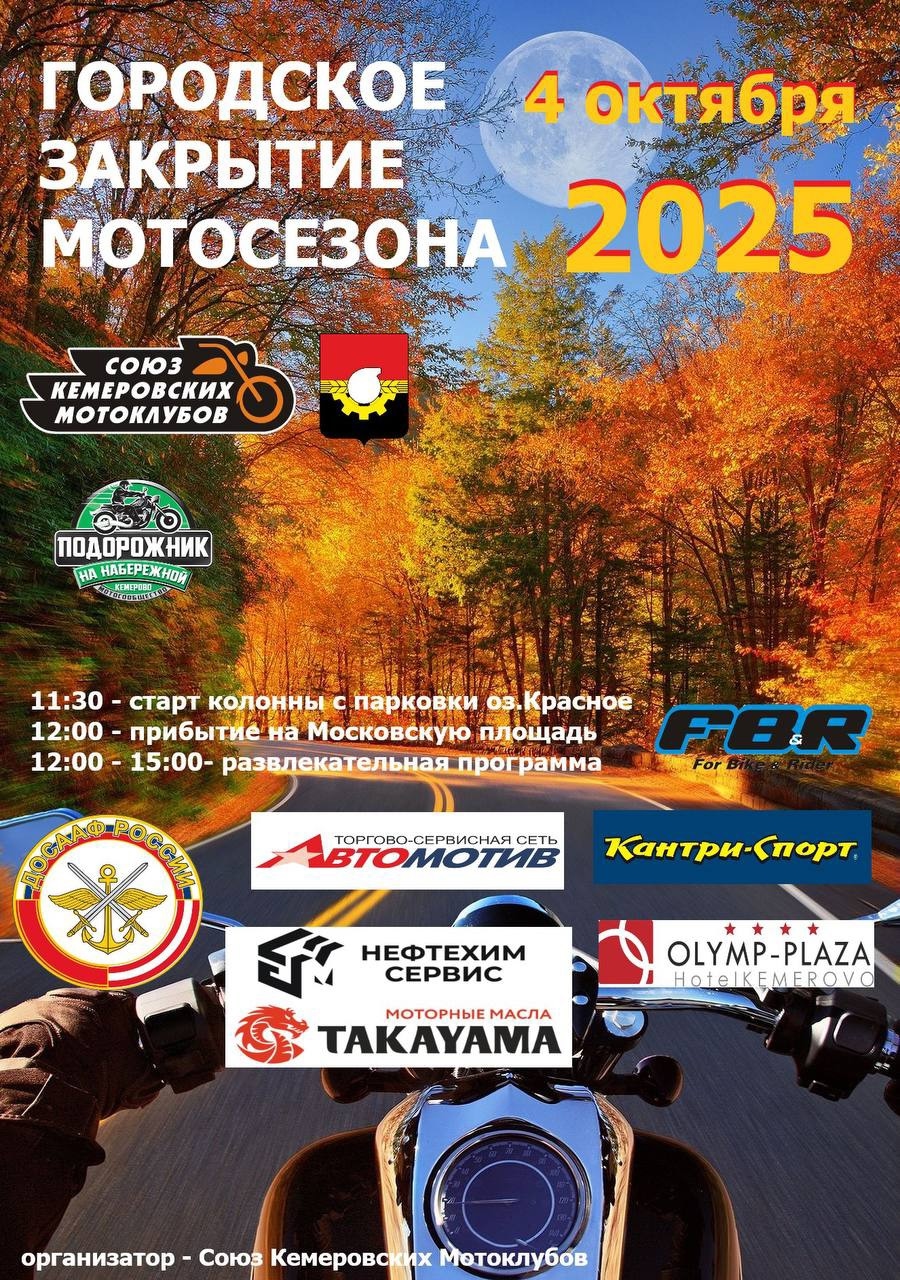 ГОРОДСКОЕ
ЗАКРЫТИЕ
МОТОСЕЗОНА
4 октября
2025
СОЮЗ
КЕМЕРОВСКИХ
МОТОКЛУБОВ
ПОДОРОЖНИК
НА НАБЕРЕЖНОЙ
КЕМЕРОВО
МОТОСООБЩЕСТВО
11:30 - старт колонны с парковки оз.Красное
12:00 - прибытие на Московскую площадь
12:00 - 15:00- развлекательная программа
FB&R
For Bike & Rider
ДОСААФ РОССИИ
ТОРГОВО-СЕРВИСНАЯ СЕТЬ
АВТОМОТИВ
Кантри-Спорт
НЕФТЕХИМ
СЕРВИС
МОТОРНЫЕ МАСЛА
TAKAYAMA
OLYMP-PLAZA
HotelKEMEROVO
организатор - Союз Кемеровских Мотоклубов